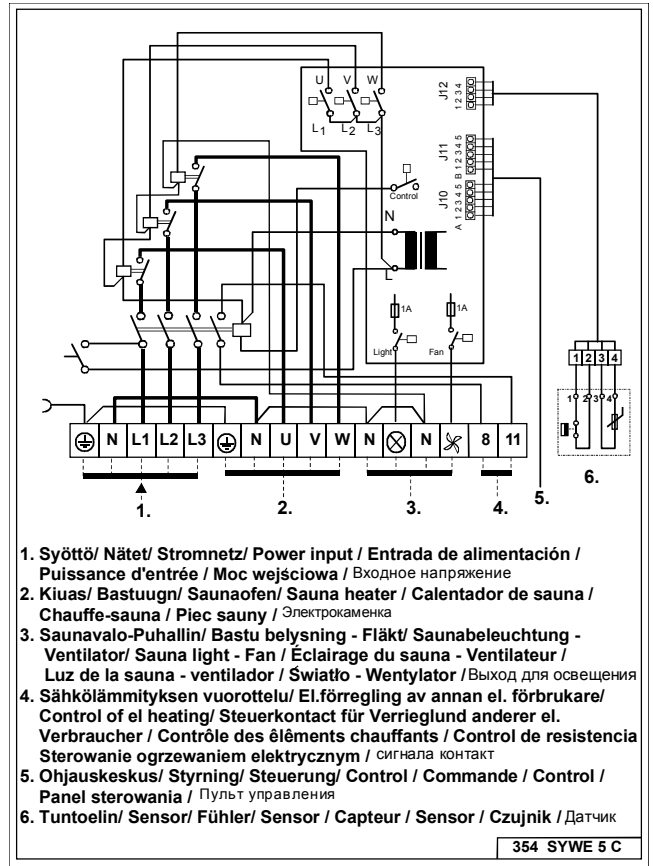 U V W
L1 L2 L3
J12
1 2 3 4
J11
B 1 2 3 4 5
J10
A 1 2 3 4 5
Control
N
L
1A 1A
Light Fan
1 2 3 4
1 2 3 4
N L1 L2 L3 N U V W N N 8 11
1. 2. 3. 4. 5. 6.
1. Syöttö/ Nätet/ Stromnetz/ Power input / Entrada de alimentación /
Puissance d'entrée / Moc wejściowa / Входное напряжение
2. Kiuas/ Bastuugn/ Saunaofen/ Sauna heater / Calentador de sauna /
Chauffe-sauna / Piec sauny / Электрокаменка
3. Saunavalo-Puhallin/ Bastu belysning - Fläkt/ Saunabeleuchtung -
Ventilator/ Sauna light - Fan / Éclairage du sauna - Ventilateur /
Luz de la sauna - ventilador / Światło - Wentylator / Выход для освещения
4. Sähkölämmityksen vuorottelu/ El.förregling av annan el. förbrukare/
Control of el heating/ Steuerkontact für Verrieglund anderer el.
Verbraucher / Contrôle des êlêments chauffants / Control de resistencia
Sterowanie ogrzewaniem elektrycznym / сигнала контакт
5. Ohjauskeskus/ Styrning/ Steuerung/ Control / Commande / Control /
Panel sterowania / Пульт управления
6. Tuntoelin/ Sensor/ Fühler/ Sensor / Capteur / Sensor / Czujnik / Датчик
354 SYWE 5 C